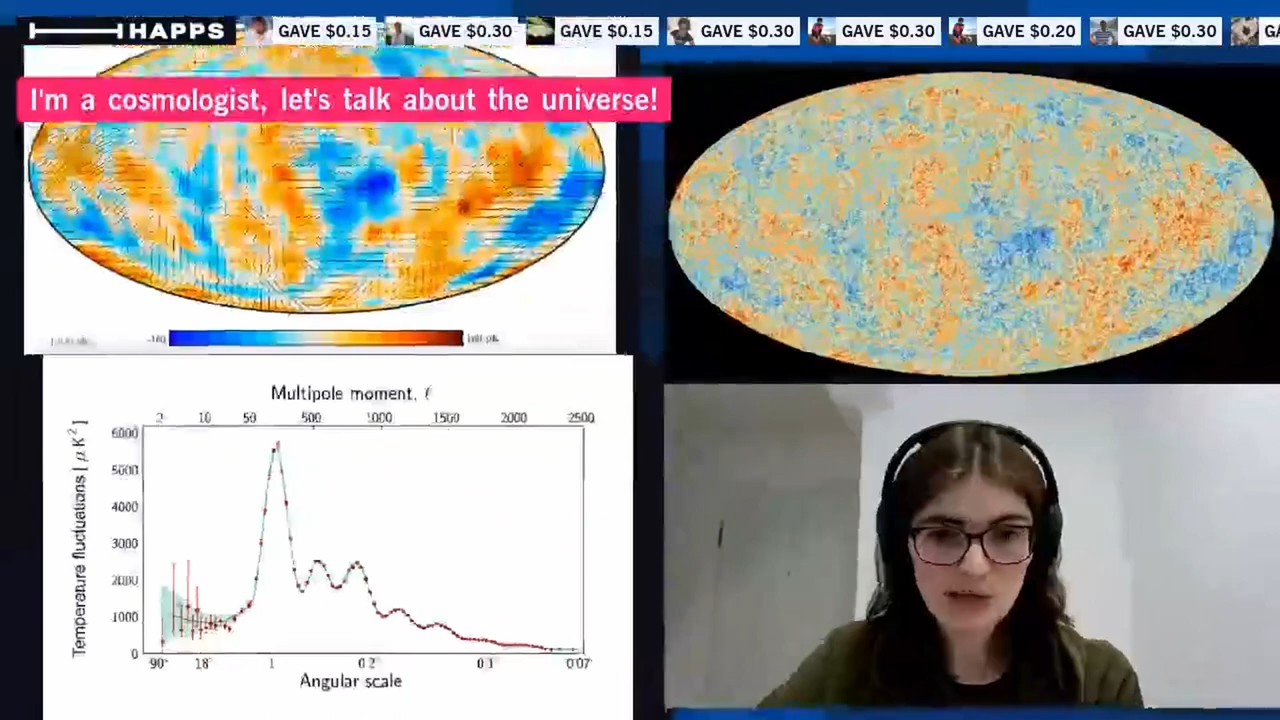 HAPPS GAVE $0.15 GAVE $0.30 GAVE $0.15 GAVE $0.30 GAVE $0.30 GAVE $0.20 GAVE $0.30 GA
I'm a cosmologist, let's talk about the universe!
-160
Multipole moment, ℓ
2 10 50 500 1000 1500 2000 2500
6000
5000
4000
3000
2000
1000
0
Temperature fluctuations [ μ K² ]
90° 18° 1 0.2 0.1 0.07
Angular scale